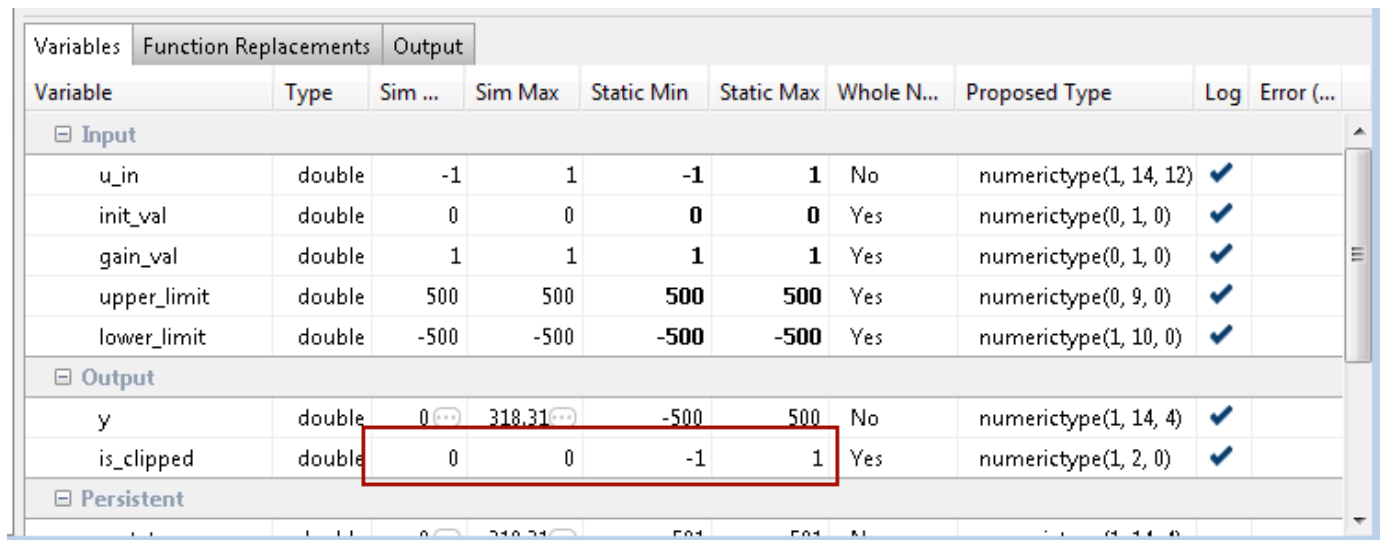 Variables Function Replacements Output
Variable Type Sim ... Sim Max Static Min Static Max Whole N... Proposed Type Log Error (...
Input
u_in double -1 1 -1 1 No numerictype(1, 14, 12)
init_val double 0 0 0 0 Yes numerictype(0, 1, 0)
gain_val double 1 1 1 1 Yes numerictype(0, 1, 0)
upper_limit double 500 500 500 500 Yes numerictype(0, 9, 0)
lower_limit double -500 -500 -500 -500 Yes numerictype(1, 10, 0)
Output
y double 0 318.31 -500 500 No numerictype(1, 14, 4)
is_clipped double 0 0 -1 1 Yes numerictype(1, 2, 0)
Persistent